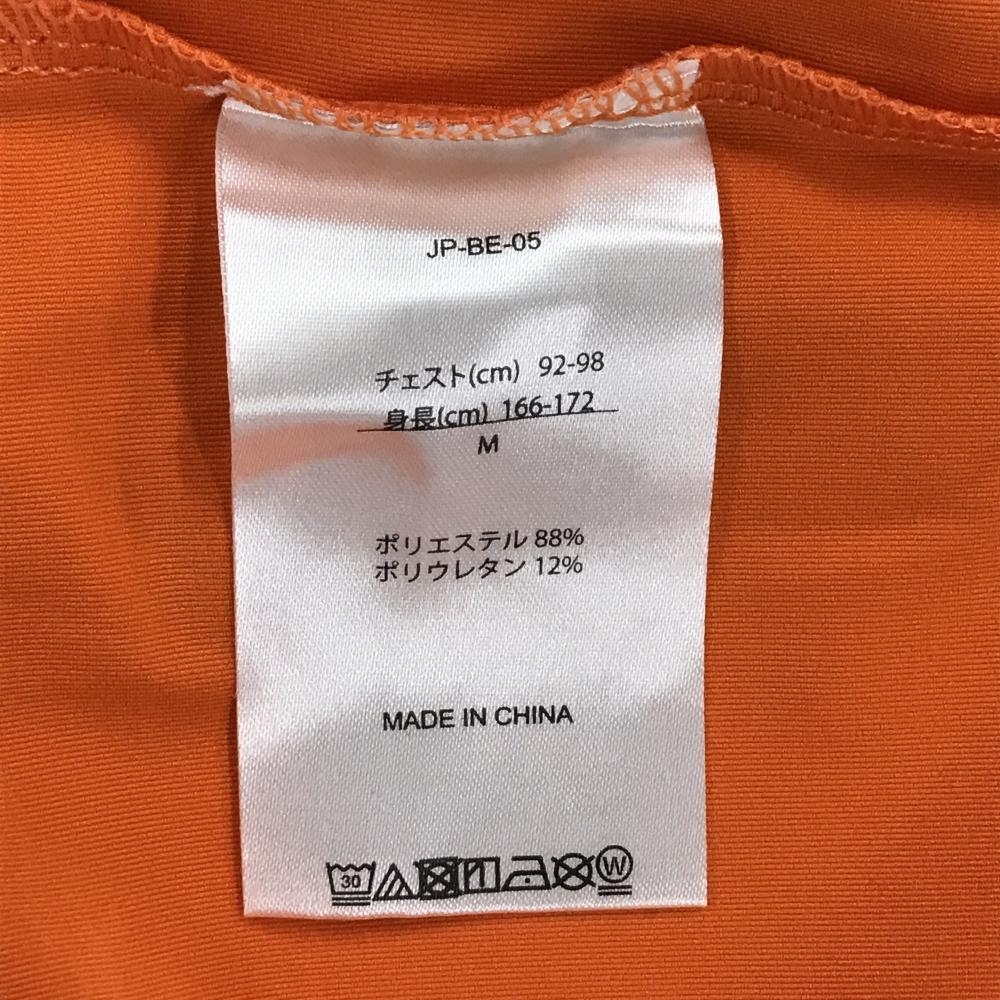 JP-BE-05
チェスト(cm) 92-98
身長(cm) 166-172
M
ポリエステル 88%
ポリウレタン 12%
MADE IN CHINA
30 W